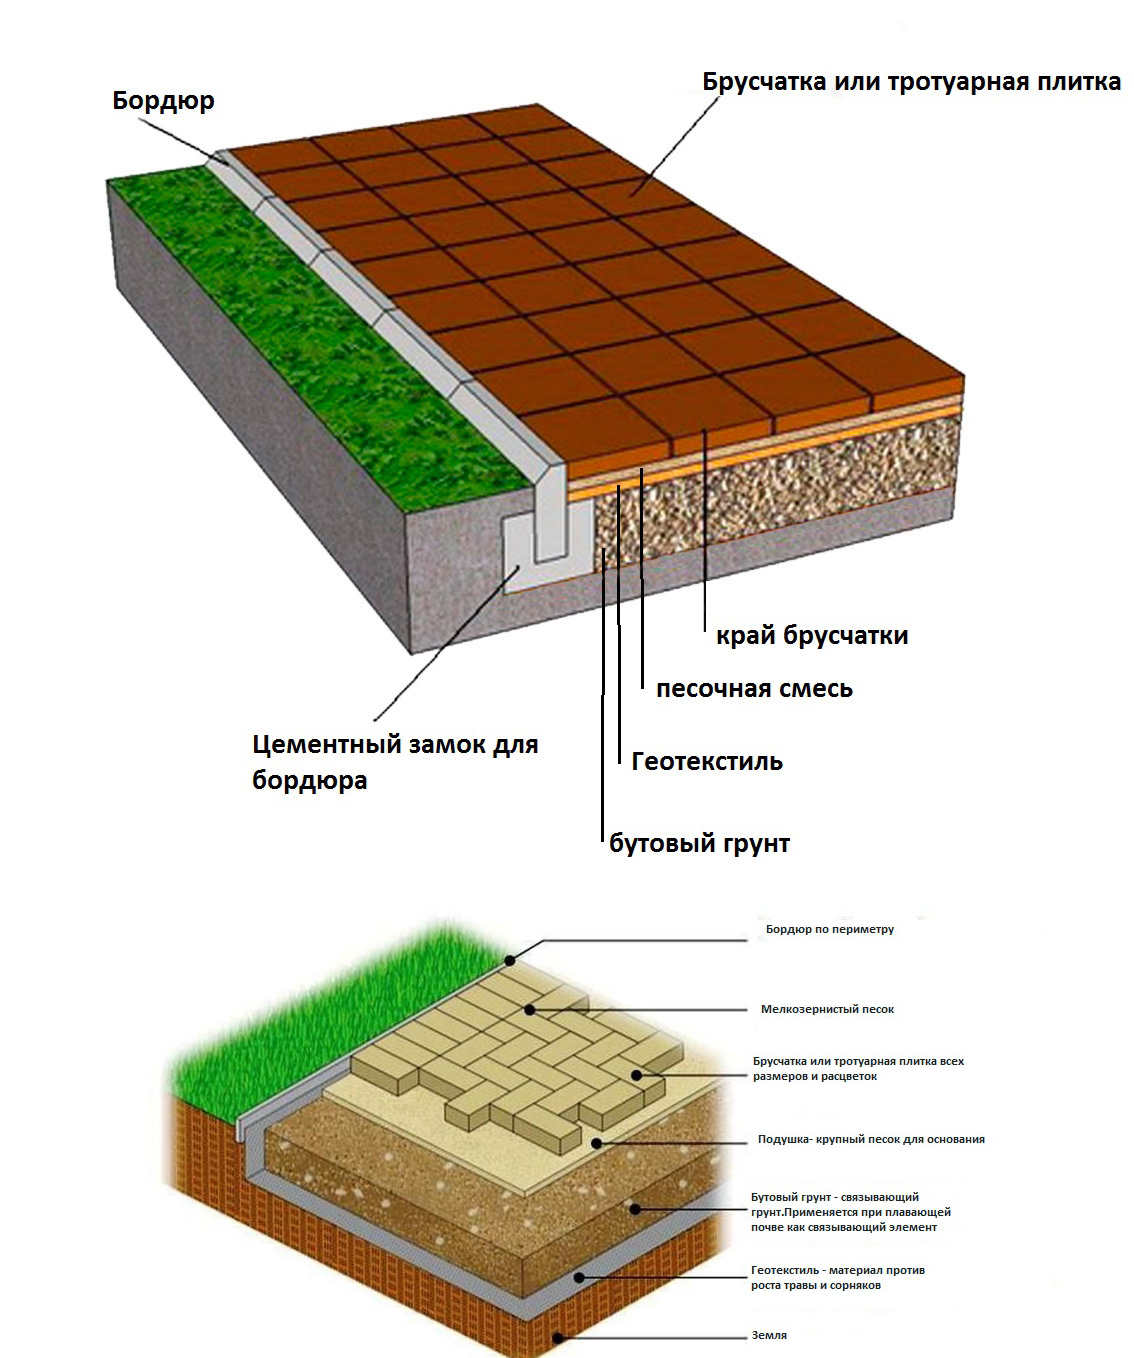 Брусчатка или тротуарная плитка
Бордюр
край брусчатки
песочная смесь
Цементный замок для
бордюра
Геотекстиль
бутовый грунт
Бордюр по периметру
Мелкозернистый песок
Брусчатка или тротуарная плитка всех
размеров и расцветок
Подушка- крупный песок для основания
Бутовый грунт - связывающий
грунт.Применяется при плавающей
почве как связывающий элемент
Геотекстиль - материал против
роста травы и сорняков
Земля